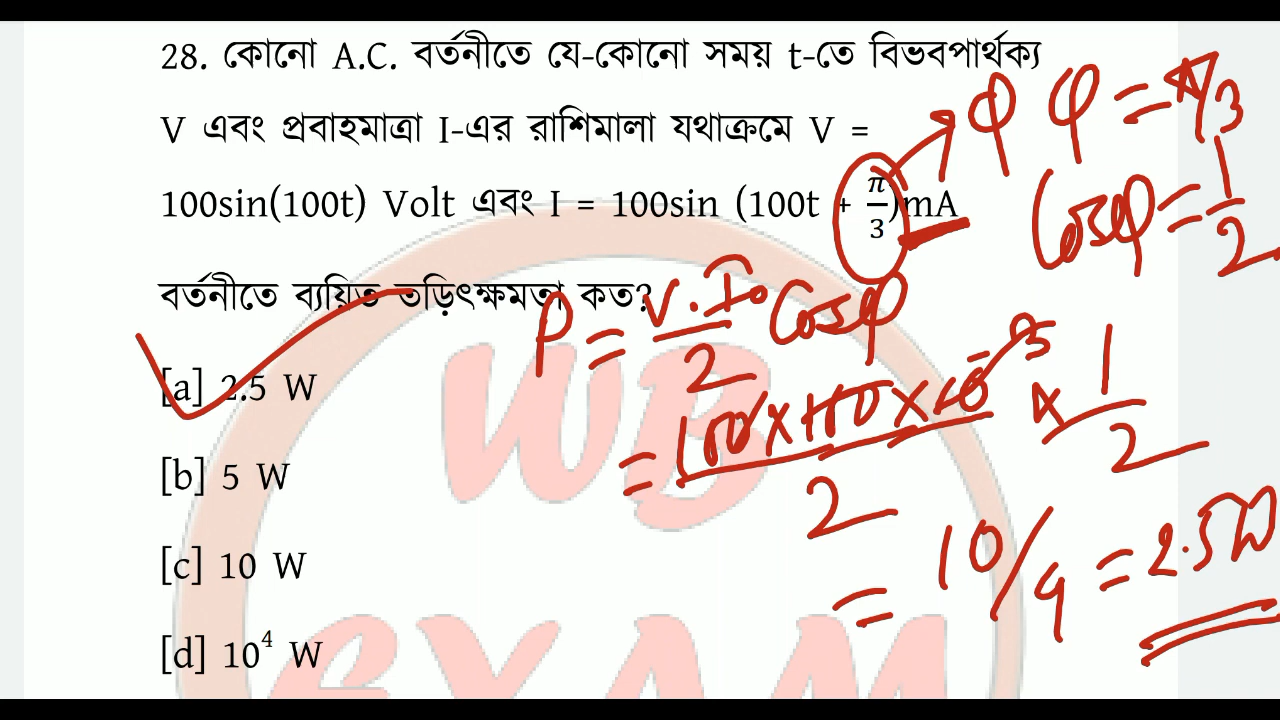 28. কোনো A.C. বর্তনীতে যে-কোনো সময় t-তে বিভবপার্থক্য
V এবং প্রবাহমাত্রা I-এর রাশিমালা যথাক্রমে V =
100sin(100t) Volt এবং I = 100sin (100t + π/3)mA
বর্তনীতে ব্যয়িত তড়িৎক্ষমতা কত?
[a] 2.5 W
[b] 5 W
[c] 10 W
[d] 10⁴ W
φ φ = π/3
Cosφ = 1/2
P = V₀I₀/2 Cosφ
= 100 × 100 × 10⁻³/2 × 1/2
= 10/4 = 2.5W
WB
EXAM